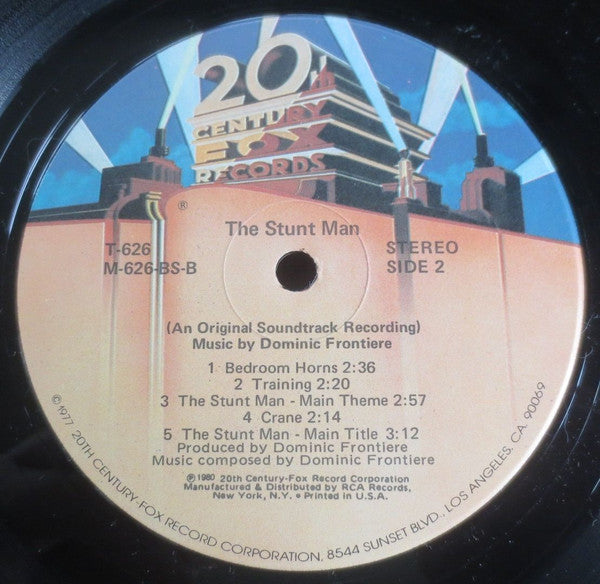 20th
CENTURY
FOX
RECORDS
®
The Stunt Man
T-626
M-626-BS-B
STEREO
SIDE 2
(An Original Soundtrack Recording)
Music by Dominic Frontiere
1 Bedroom Horns 2:36
2 Training 2:20
3 The Stunt Man - Main Theme 2:57
4 Crane 2:14
5 The Stunt Man - Main Title 3:12
Produced by Dominic Frontiere
Music composed by Dominic Frontiere
℗ 1980 20th Century-Fox Record Corporation
Manufactured & Distributed by RCA Records,
New York, N.Y. • Printed in U.S.A.
©1977 20TH CENTURY-FOX RECORD CORPORATION, 8544 SUNSET BLVD., LOS ANGELES, CA. 90069